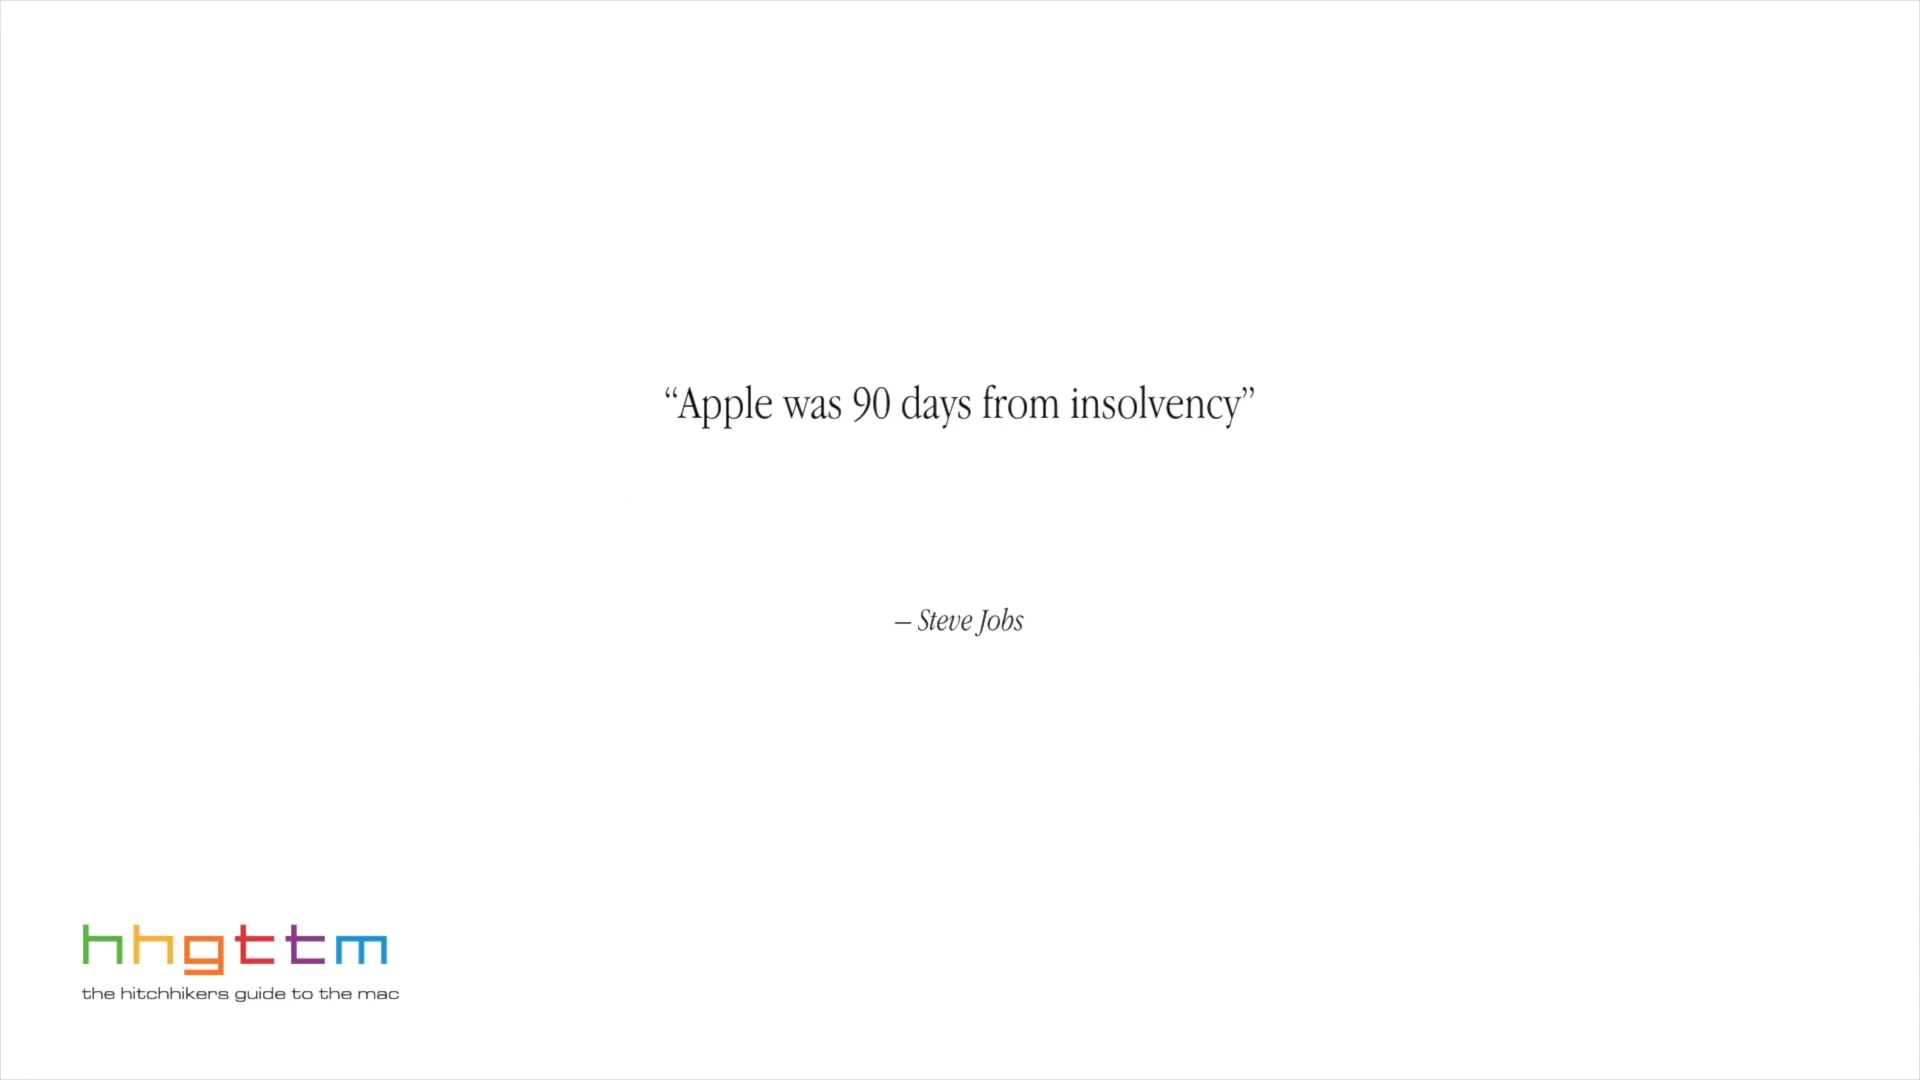 “Apple was 90 days from insolvency”
– Steve Jobs
hhgttm
the hitchhikers guide to the mac